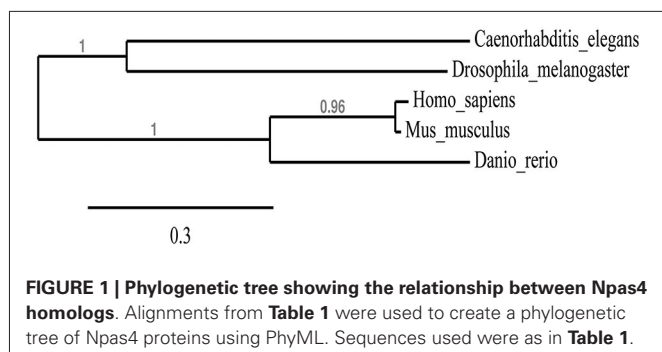 1
Caenorhabditis_elegans
Drosophila_melanogaster
0.96
Homo_sapiens
1
Mus_musculus
Danio_rerio
0.3
FIGURE 1 | Phylogenetic tree showing the relationship between Npas4
homologs. Alignments from Table 1 were used to create a phylogenetic
tree of Npas4 proteins using PhyML. Sequences used were as in Table 1.